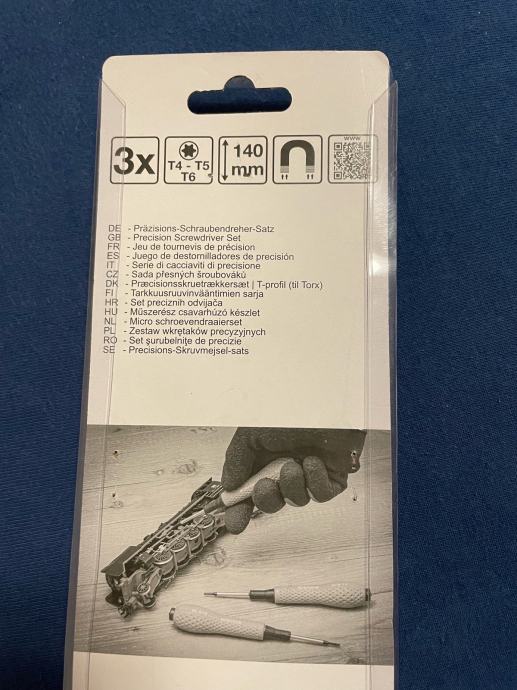 3x
T4 - T5
T6
140
mm
www
DE - Präzisions-Schraubendreher-Satz
GB - Precision Screwdriver Set
FR - Jeu de tournevis de précision
ES - Juego de destornilladores de precisión
IT - Serie di cacciaviti di precisione
CZ - Sada přesných šroubováků
DK - Præcisionsskruetrækkersæt | T-profil (til Torx)
FI - Tarkkuusruuvinvääntimien sarja
HR - Set preciznih odvijača
HU - Műszerész csavarhúzó készlet
NL - Micro schroevendraaierset
PL - Zestaw wkrętaków precyzyjnych
RO - Set şurubelniţe de precizie
SE - Precisions-Skruvmejsel-sats